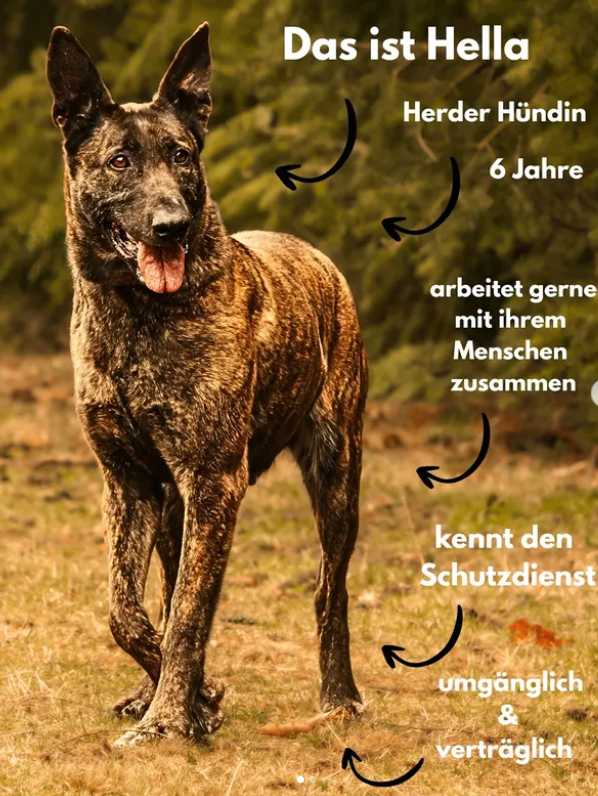 Das ist Hella
Herder Hündin
6 Jahre
arbeitet gerne
mit ihrem
Menschen
zusammen
kennt den
Schutzdienst
umgänglich
&
verträglich